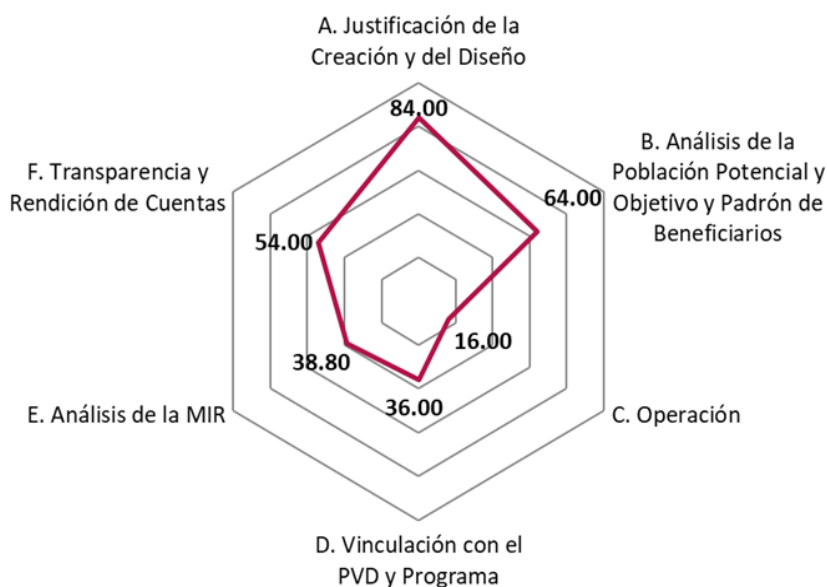 A. Justificación de la
Creación y del Diseño
84.00
B. Análisis de la
Población Potencial y
Objetivo y Padrón de
Beneficiarios
64.00
F. Transparencia y
Rendición de Cuentas
54.00
16.00
38.80
36.00
E. Análisis de la MIR
C. Operación
D. Vinculación con el
PVD y Programa